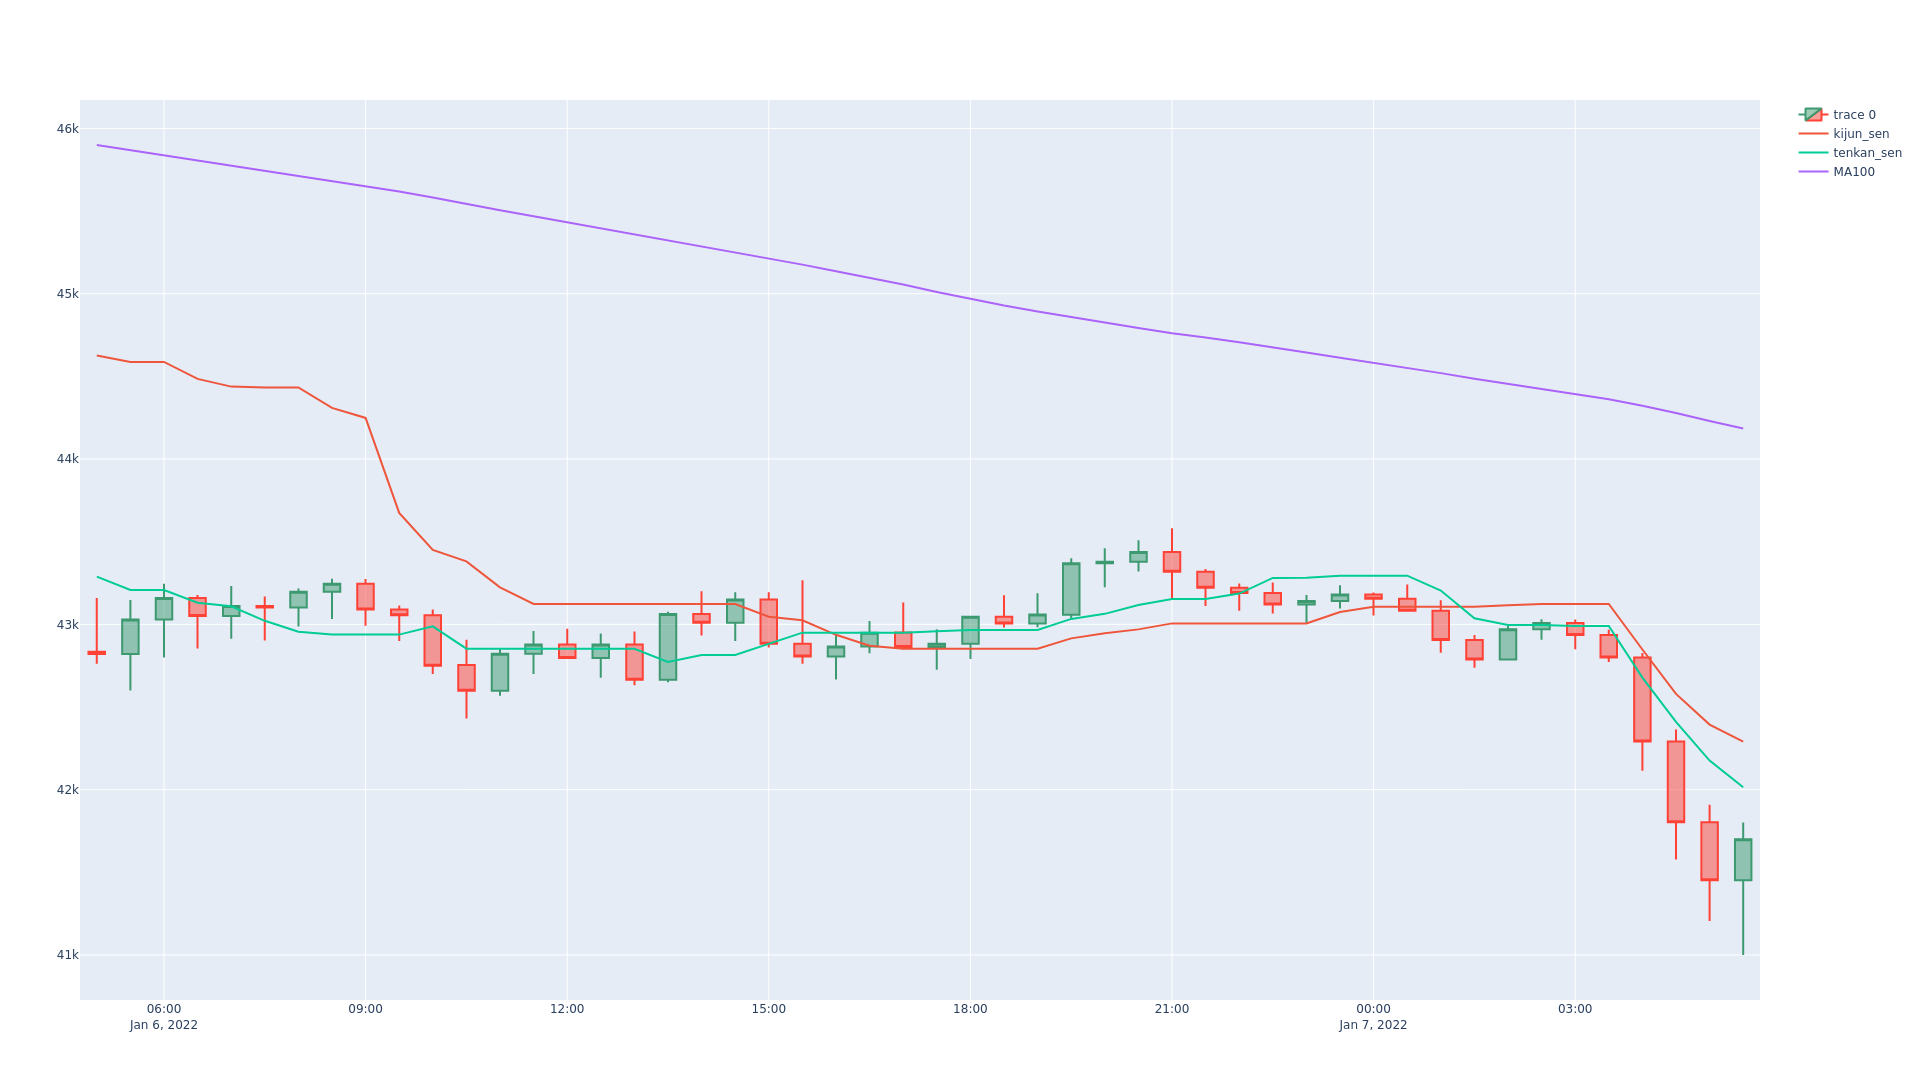 46k
45k
44k
43k
42k
41k
06:00
Jan 6, 2022
09:00
12:00
15:00
18:00
21:00
00:00
Jan 7, 2022
03:00
trace 0
kijun_sen
tenkan_sen
MA100